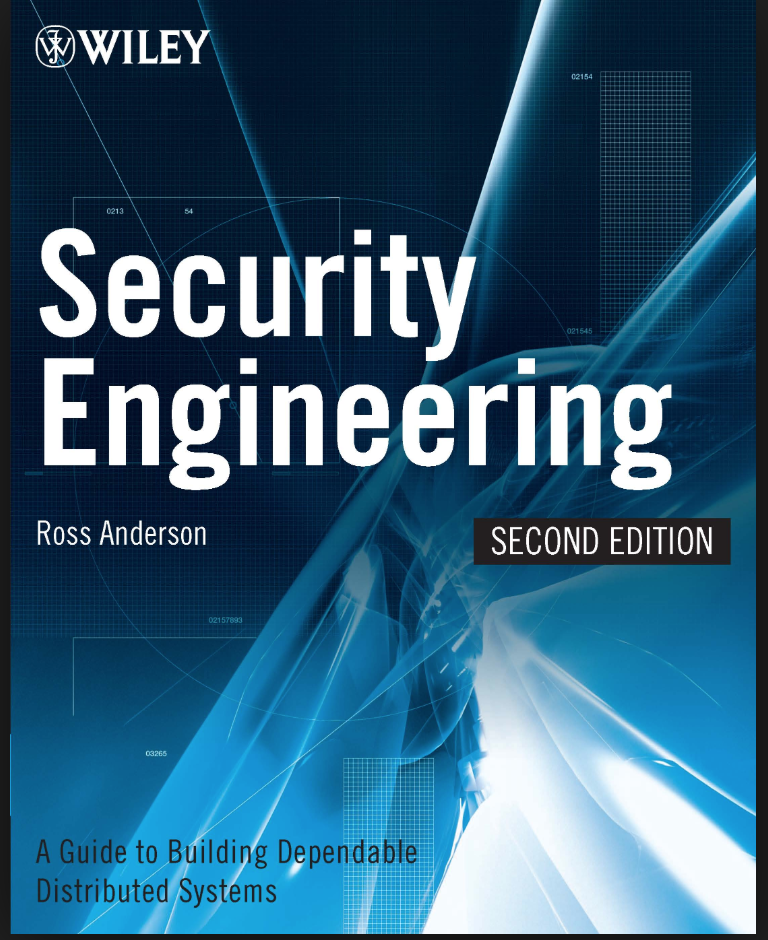 WILEY
02154
0213
54
Security
021545
Engineering
Ross Anderson
SECOND EDITION
02157893
03265
A Guide to Building Dependable
Distributed Systems